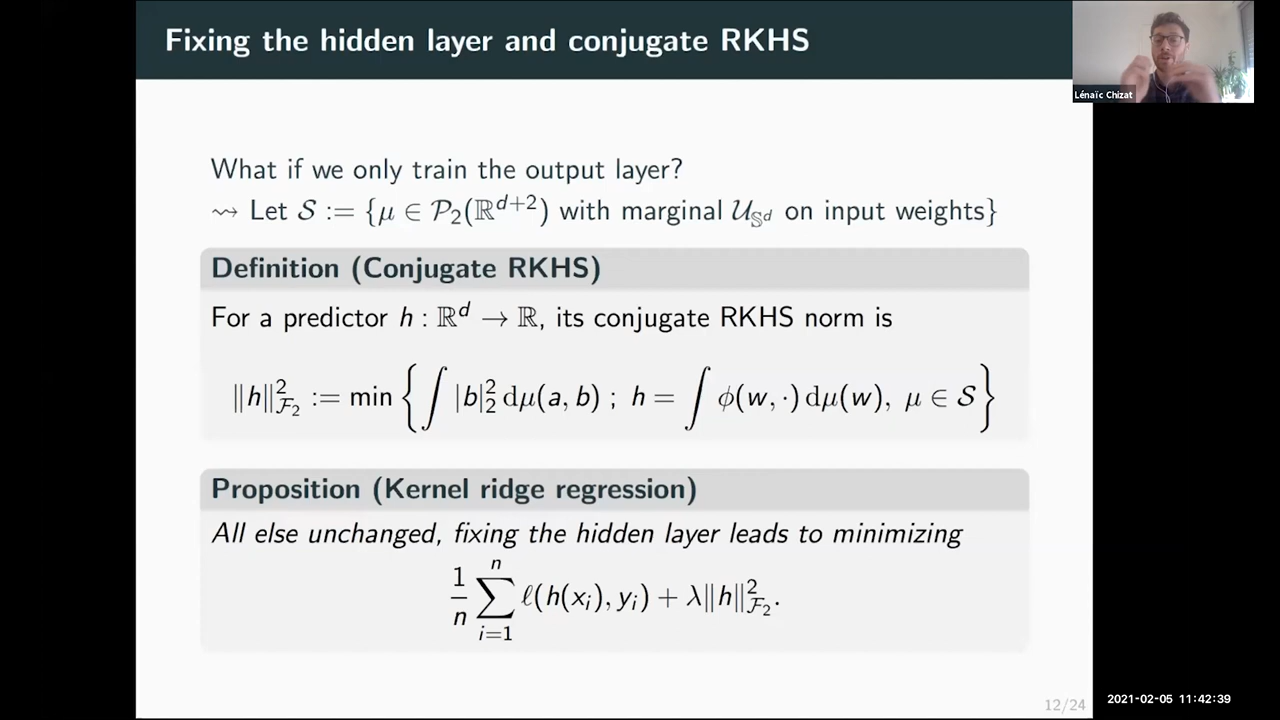 Fixing the hidden layer and conjugate RKHS
Lénaïc Chizat
What if we only train the output layer?
⇝ Let 𝒮 := {μ ∈ 𝒫₂(ℝ^{d+2}) with marginal 𝒰_{𝕊^d} on input weights}
Definition (Conjugate RKHS)
For a predictor h : ℝ^d → ℝ, its conjugate RKHS norm is
‖h‖²_{ℱ₂} := min { ∫ |b|²₂ dμ(a, b) ; h = ∫ ϕ(w, ·) dμ(w), μ ∈ 𝒮 }
Proposition (Kernel ridge regression)
All else unchanged, fixing the hidden layer leads to minimizing
1/n ∑_{i=1}^{n} ℓ(h(x_i), y_i) + λ‖h‖²_{ℱ₂}.
12/24
2021-02-05 11:42:39